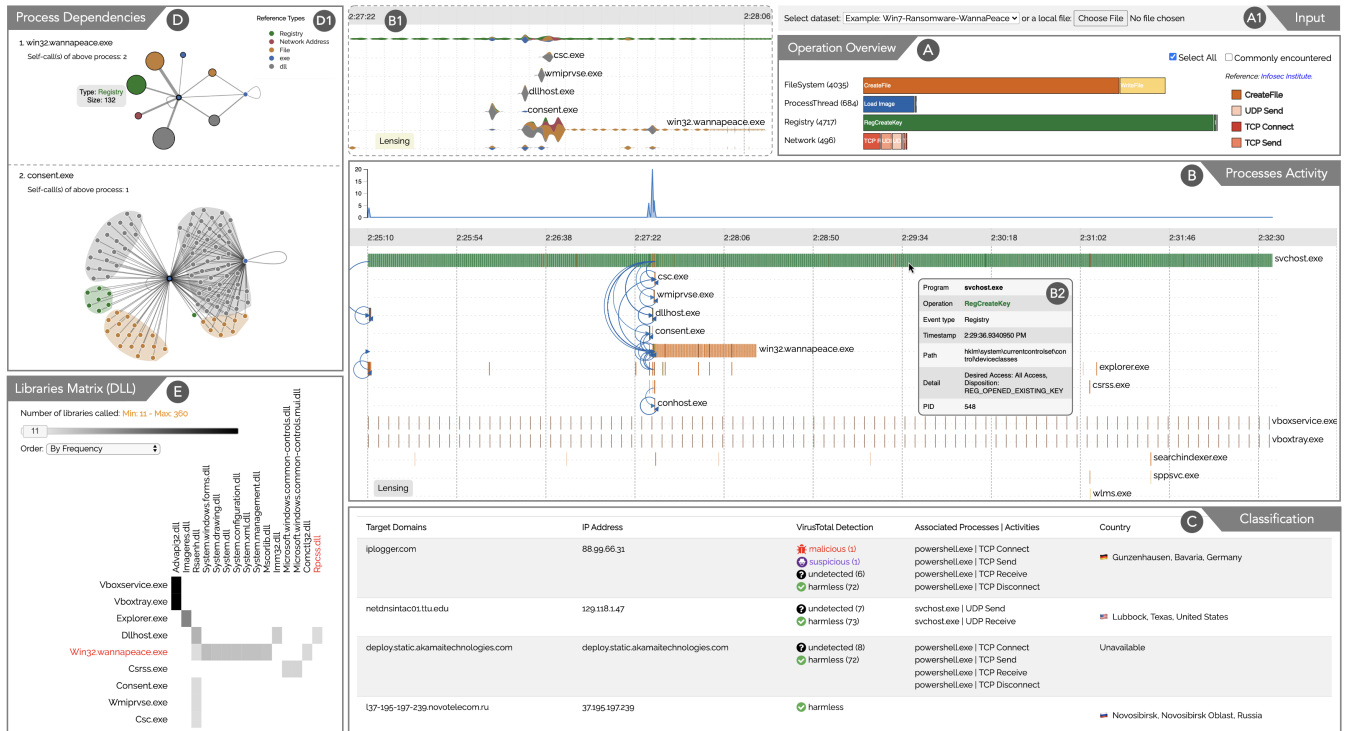 Process Dependencies
D
D1
Reference Types
Registry
Network Address
File
exe
dll
1. win32.wannapeace.exe
Self-call(s) of above process: 2
Type: Registry
Size: 132
2. consent.exe
Self-call(s) of above process: 1
2:27:22
B1
2:28:06
csc.exe
wmiprvse.exe
dllhost.exe
consent.exe
win32.wannapeace.exe
Lensing
Select dataset: Example: Win7-Ransomware-WannaPeace or a local file: Choose File No file chosen
A1
Input
Operation Overview
A
Select All
Commonly encountered
Reference: Infosec Institute.
FileSystem (4035)
CreateFile
WriteFile
ProcessThread (684)
Load Image
Registry (4717)
RegCreateKey
Network (496)
TCP R
CreateFile
UDP Send
TCP Connect
TCP Send
B
Processes Activity
20
15
10
5
0
2:25:10
2:25:54
2:26:38
2:27:22
2:28:06
2:28:50
2:29:34
2:30:18
2:31:02
2:31:46
2:32:30
svchost.exe
csc.exe
wmiprvse.exe
dllhost.exe
consent.exe
win32.wannapeace.exe
explorer.exe
csrss.exe
conhost.exe
vboxservice.exe
vboxtray.exe
searchindexer.exe
sppsvc.exe
wlms.exe
Lensing
B2
Program svchost.exe
Operation RegCreateKey
Event type Registry
Timestamp 2:29:36.9340950 PM
Path hklm\system\currentcontrolset\con
trol\deviceclasses
Detail Desired Access: All Access,
Disposition:
REG_OPENED_EXISTING_KEY
PID 548
Libraries Matrix (DLL)
E
Number of libraries called: Min: 11 - Max: 360
11
Order: By Frequency
Advapi32.dll
Imageres.dll
Rsaenh.dll
System.windows.forms.dll
System.drawing.dll
System.dll
System.configuration.dll
System.xml.dll
System.management.dll
Mscorlib.dll
Imm32.dll
Microsoft.windows.common-controls.dll
Microsoft.windows.common-controls.mui.dll
Comctl32.dll
Rpcss.dll
Vboxservice.exe
Vboxtray.exe
Explorer.exe
Dllhost.exe
Win32.wannapeace.exe
Csrss.exe
Consent.exe
Wmiprvse.exe
Csc.exe
C
Classification
Target Domains IP Address VirusTotal Detection Associated Processes | Activities Country
iplogger.com 88.99.66.31 malicious (1) powershell.exe | TCP Connect
suspicious (1) powershell.exe | TCP Send
Gunzenhausen, Bavaria, Germany
undetected (6) powershell.exe | TCP Receive
harmless (72) powershell.exe | TCP Disconnect
netdnsintac01.ttu.edu 129.118.1.47 undetected (7) svchost.exe | UDP Send
Lubbock, Texas, United States
harmless (73) svchost.exe | UDP Receive
deploy.static.akamaitechnologies.com deploy.static.akamaitechnologies.com undetected (8) powershell.exe | TCP Connect Unavailable
harmless (72) powershell.exe | TCP Send
powershell.exe | TCP Receive
powershell.exe | TCP Disconnect
l37-195-197-239.novotelecom.ru 37.195.197.239 harmless
Novosibirsk, Novosibirsk Oblast, Russia